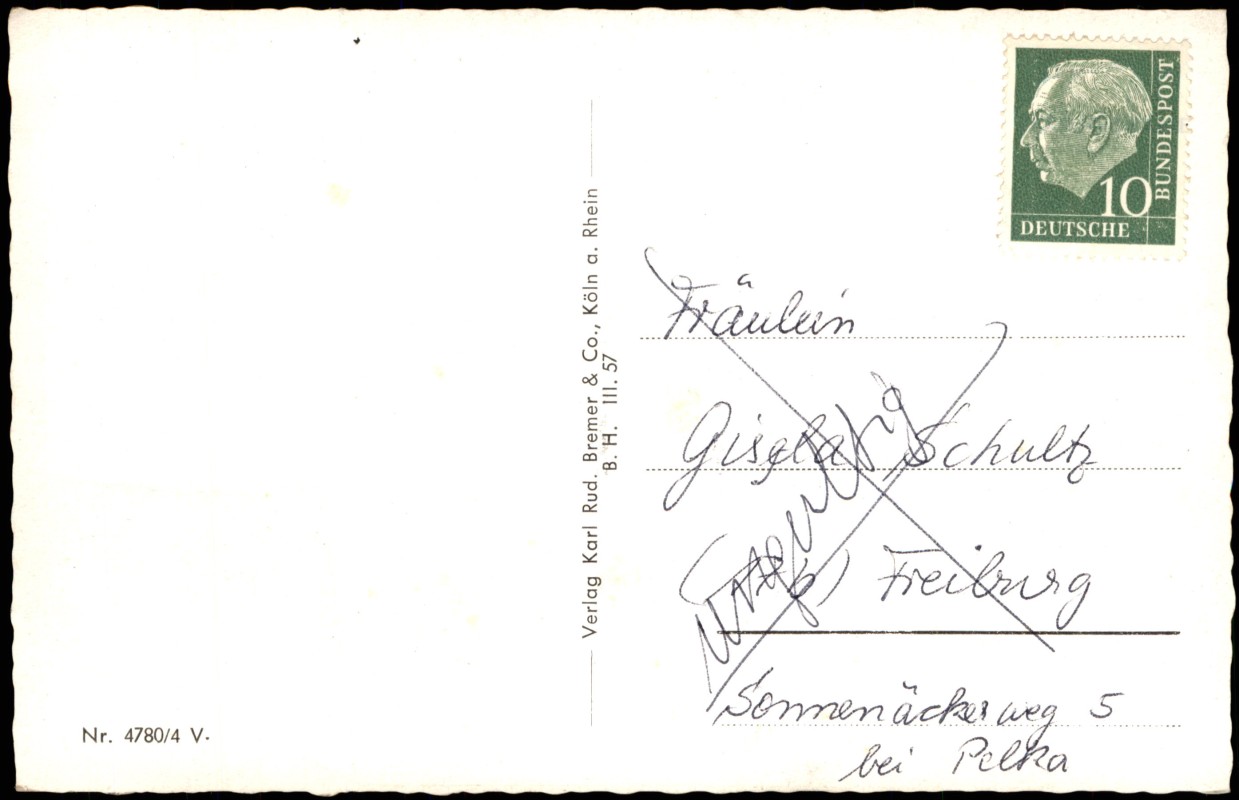 DEUTSCHE
BUNDESPOST
10
Verlag Karl Rud. Bremer & Co., Köln a. Rhein
B. H. III. 57
Fräulein
Gisela Schultz
Freiburg
Sonnenäckerweg 5
bei Pelka
Nr. 4780/4 V.